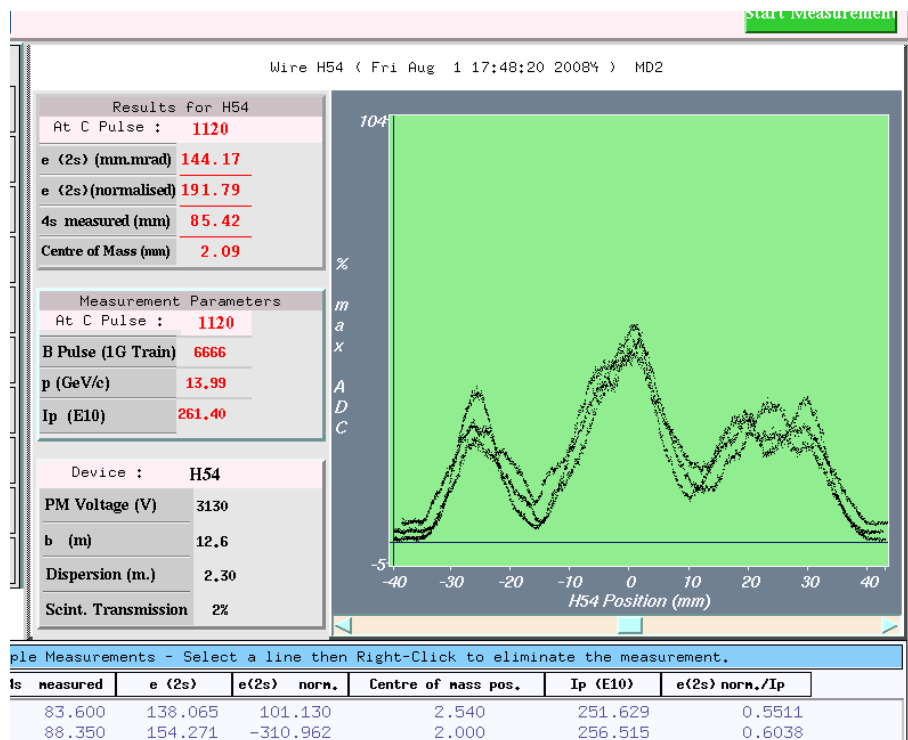 Start Measurement
Wire H54 ( Fri Aug 1 17:48:20 2008¼ ) MD2
Results for H54
At C Pulse : 1120
e (2s) (mm.mrad) 144.17
e (2s)(normalised) 191.79
4s measured (mm) 85.42
Centre of Mass (mm) 2.09
Measurement Parameters
At C Pulse : 1120
B Pulse (1G Train) 6666
p (GeV/c) 13.99
Ip (E10) 261.40
Device : H54
PM Voltage (V) 3130
b (m) 12.6
Dispersion (m.) 2.30
Scint. Transmission 2%
104
% max ADC
-5
-40 -30 -20 -10 0 10 20 30 40
H54 Position (mm)
ple Measurements - Select a line then Right-Click to eliminate the measurement.
4s measured e (2s) e(2s) norm. Centre of mass pos. Ip (E10) e(2s) norm./Ip
83.600 138.065 101.130 2.540 251.629 0.5511
88.350 154.271 -310.962 2.000 256.515 0.6038